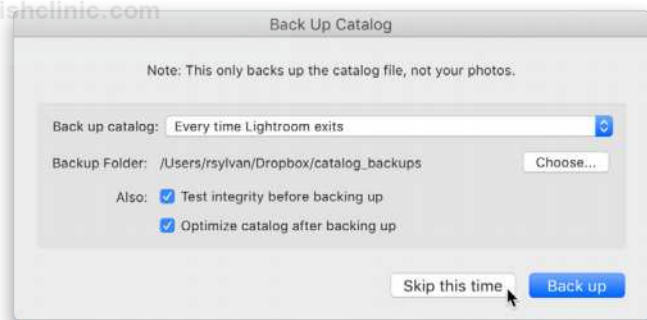 ishclinic.com
Back Up Catalog
Note: This only backs up the catalog file, not your photos.
Back up catalog: Every time Lightroom exits
Backup Folder: /Users/rsylvan/Dropbox/catalog_backups Choose...
Also: Test integrity before backing up
Optimize catalog after backing up
Skip this time Back up